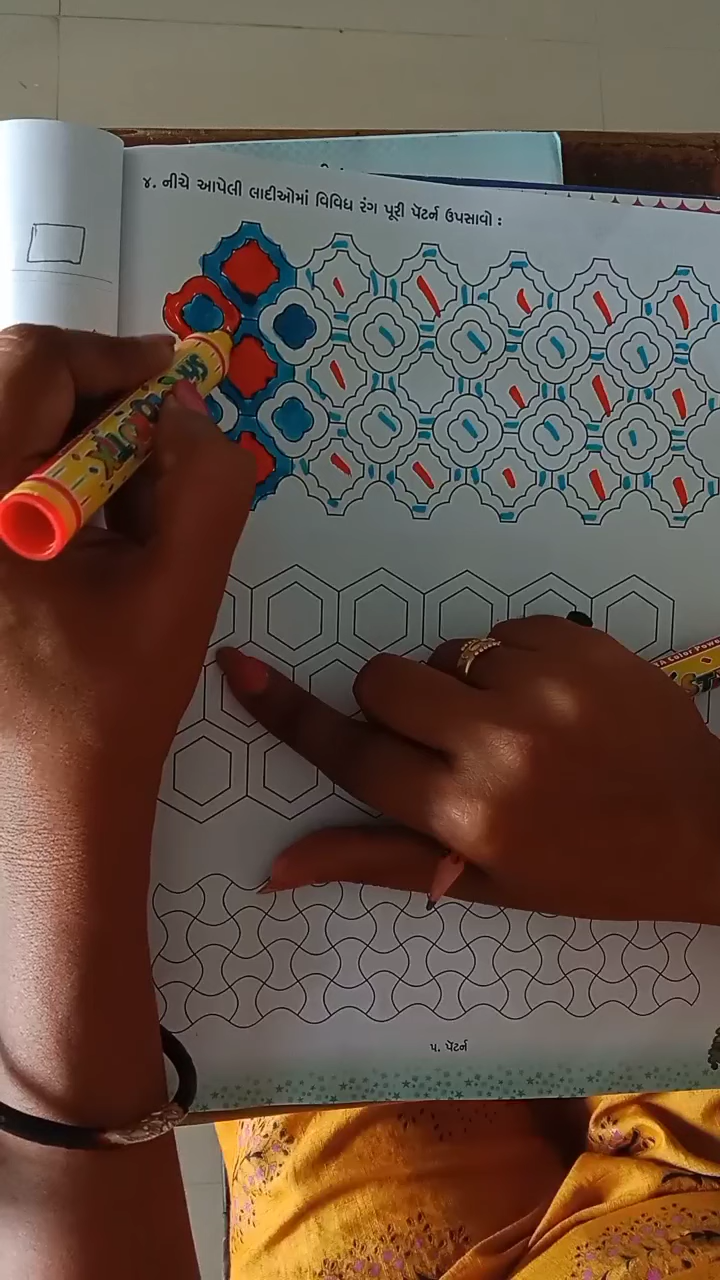 ૪. નીચે આપેલી લાદીઓમાં વિવિધ રંગ પૂરી પૅટર્ન ઉપસાવો :
૫. પૅટર્ન